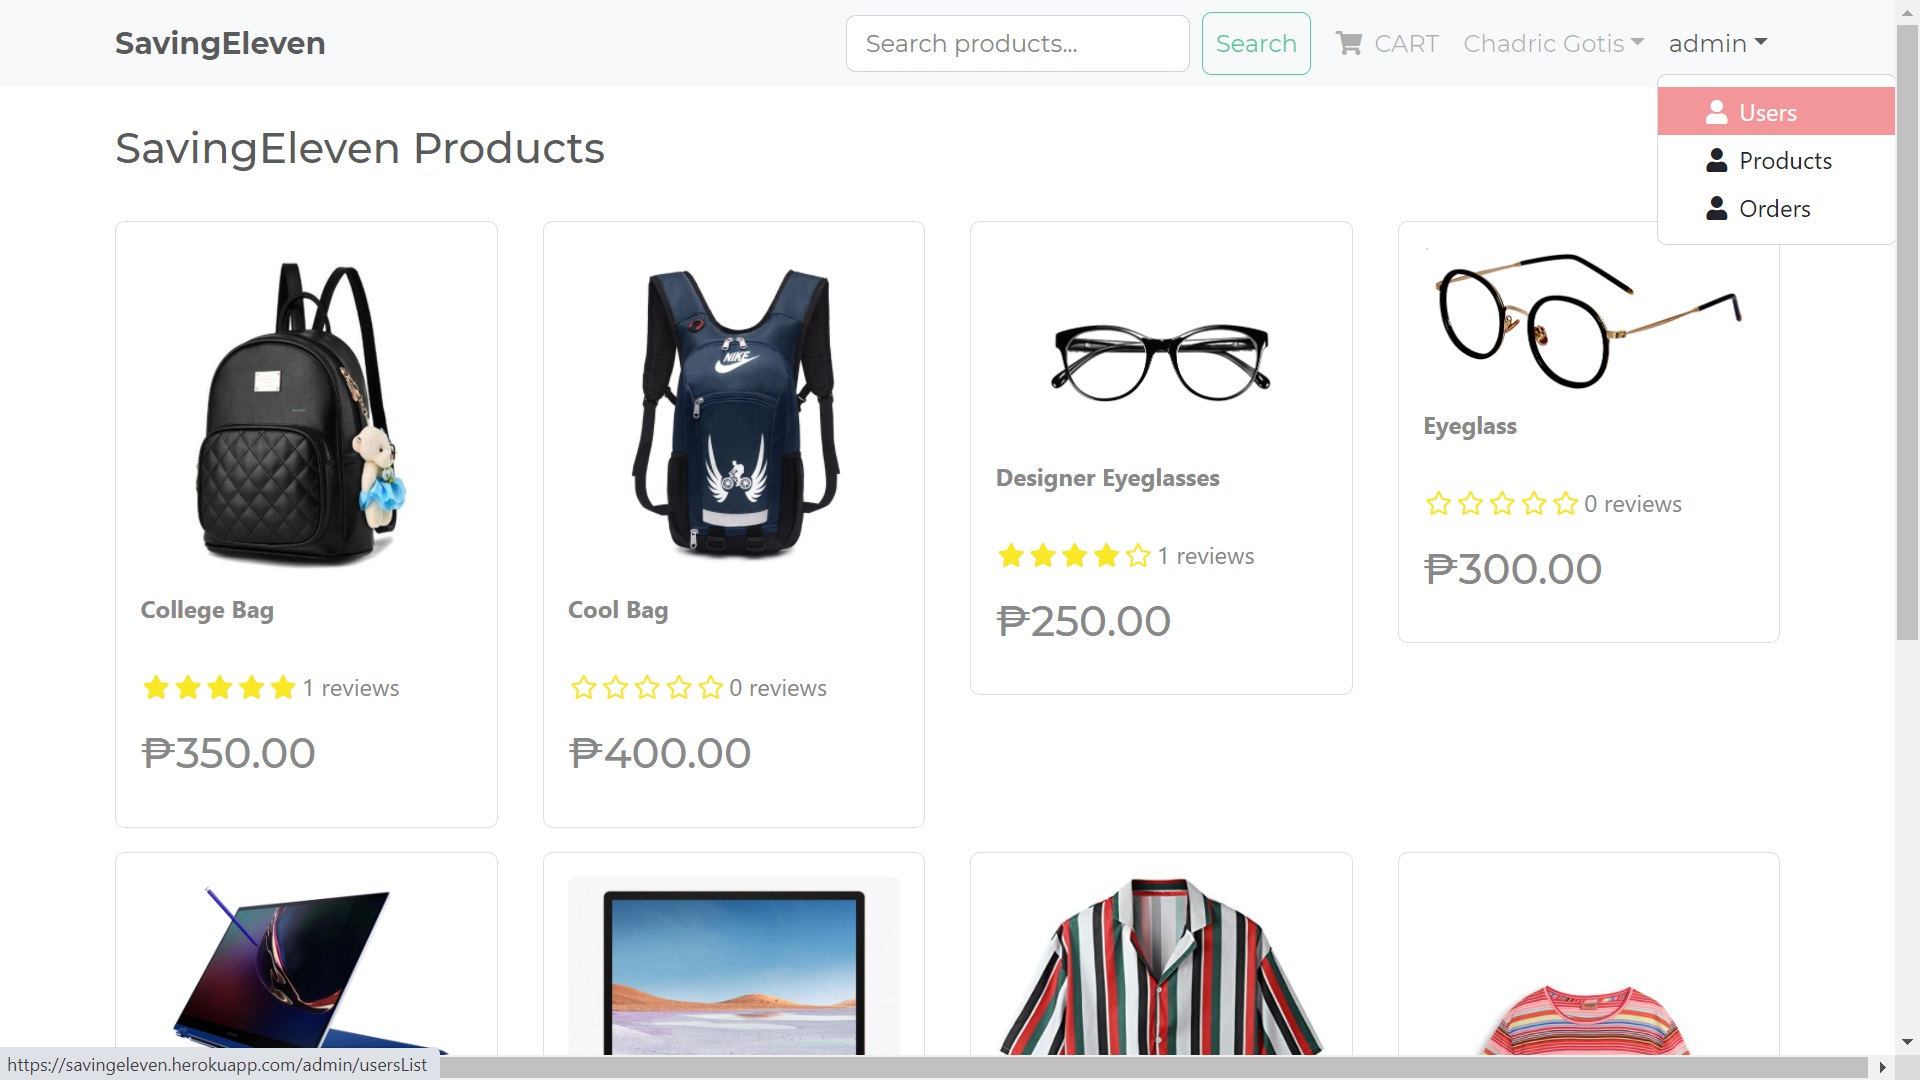 SavingEleven
Search products...
Search
CART
Chadric Gotis
admin
Users
Products
Orders
SavingEleven Products
NIKE
College Bag
1 reviews
₱350.00
Cool Bag
0 reviews
₱400.00
Designer Eyeglasses
1 reviews
₱250.00
Eyeglass
0 reviews
₱300.00
https://savingeleven.herokuapp.com/admin/usersList